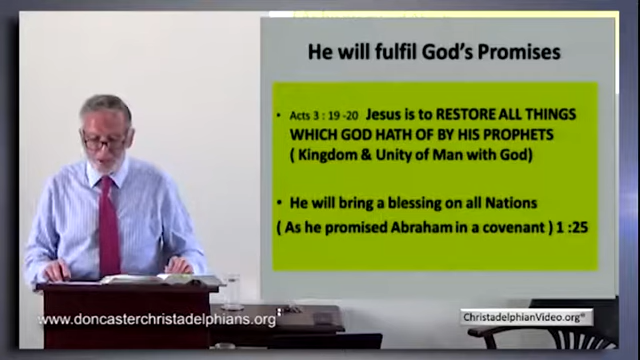 He will fulfil God's Promises
• Acts 3 : 19 -20 Jesus is to RESTORE ALL THINGS
WHICH GOD HATH OF BY HIS PROPHETS
( Kingdom & Unity of Man with God)
• He will bring a blessing on all Nations
( As he promised Abraham in a covenant ) 1 :25
www.doncasterchristadelphians.org
ChristadelphianVideo.org®